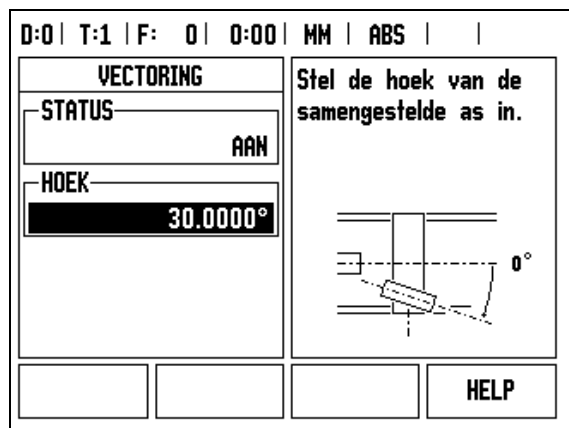 D:0 | T:1 | F: 0 | 0:00 | MM | ABS | |
VECTORING
STATUS
AAN
HOEK
30.0000°
Stel de hoek van de
samengestelde as in.
0°
HELP